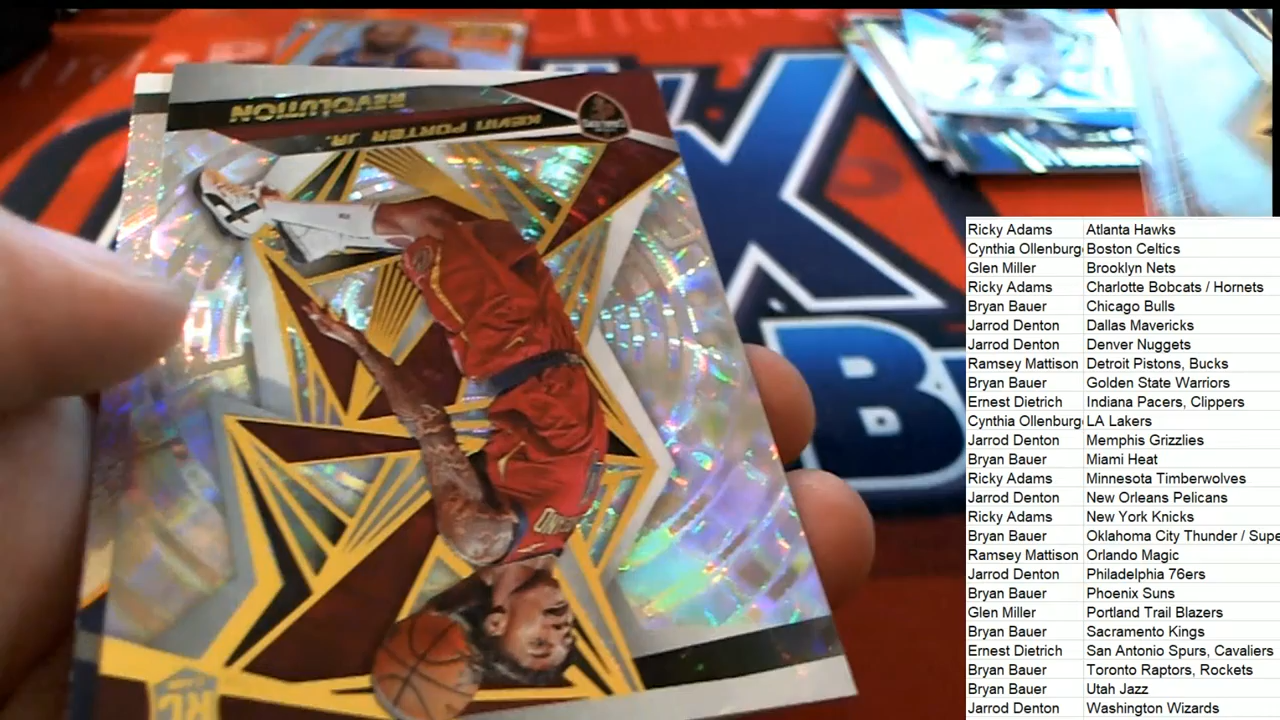 REVOLUTION
KEVIN PORTER JR.
RC
B
Ricky Adams Atlanta Hawks
Cynthia Ollenburg Boston Celtics
Glen Miller Brooklyn Nets
Ricky Adams Charlotte Bobcats / Hornets
Bryan Bauer Chicago Bulls
Jarrod Denton Dallas Mavericks
Jarrod Denton Denver Nuggets
Ramsey Mattison Detroit Pistons, Bucks
Bryan Bauer Golden State Warriors
Ernest Dietrich Indiana Pacers, Clippers
Cynthia Ollenburg LA Lakers
Jarrod Denton Memphis Grizzlies
Bryan Bauer Miami Heat
Ricky Adams Minnesota Timberwolves
Jarrod Denton New Orleans Pelicans
Ricky Adams New York Knicks
Bryan Bauer Oklahoma City Thunder / Supe
Ramsey Mattison Orlando Magic
Jarrod Denton Philadelphia 76ers
Bryan Bauer Phoenix Suns
Glen Miller Portland Trail Blazers
Bryan Bauer Sacramento Kings
Ernest Dietrich San Antonio Spurs, Cavaliers
Bryan Bauer Toronto Raptors, Rockets
Bryan Bauer Utah Jazz
Jarrod Denton Washington Wizards